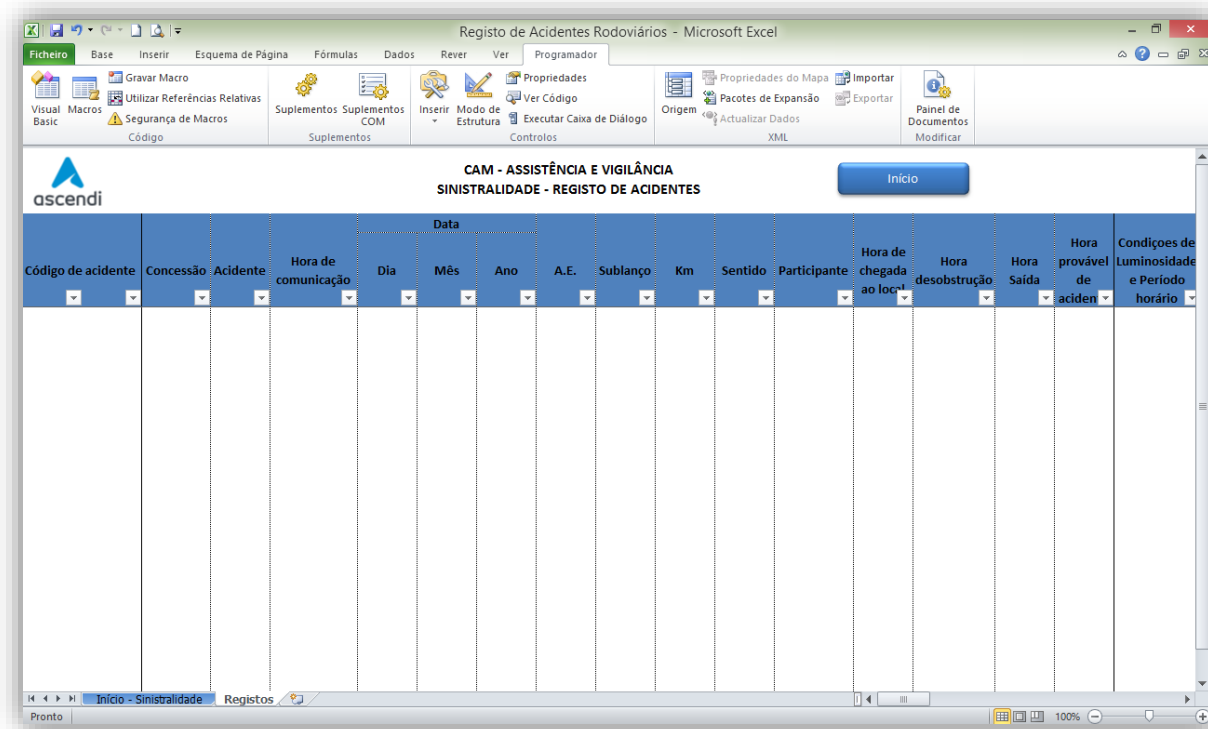 Registo de Acidentes Rodoviários - Microsoft Excel
Ficheiro Base Inserir Esquema de Página Fórmulas Dados Rever Ver Programador
Visual Basic
Macros
Gravar Macro
Utilizar Referências Relativas
Segurança de Macros
Código
Suplementos
Suplementos COM
Suplementos
Inserir
Modo de Estrutura
Propriedades
Ver Código
Executar Caixa de Diálogo
Controlos
Origem
Propriedades do Mapa
Pacotes de Expansão
Actualizar Dados
Importar
Exportar
XML
Painel de Documentos
Modificar
ascendi
CAM - ASSISTÊNCIA E VIGILÂNCIA
SINISTRALIDADE - REGISTO DE ACIDENTES
Início
Código de acidente
Concessão
Acidente
Hora de
comunicação
Data
Dia
Mês
Ano
A.E.
Sublanço
Km
Sentido
Participante
Hora de
chegada
ao local
Hora
desobstrução
Hora
Saída
Hora
provável
de
aciden
Condiçoes de
Luminosidade
e Período
horário
Início - Sinistralidade Registos
Pronto
100%